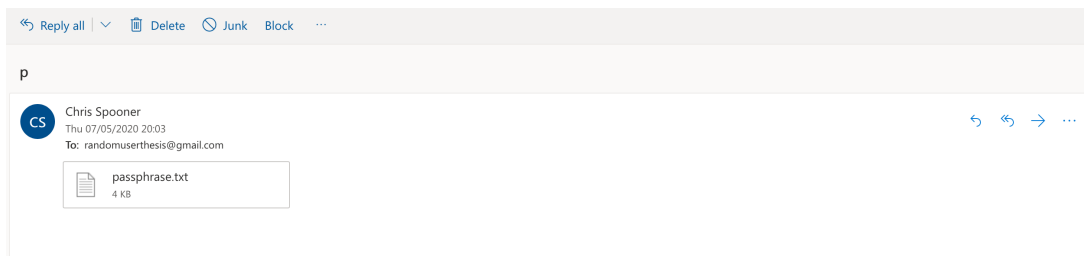 Reply all Delete Junk Block ...
p
CS
Chris Spooner
Thu 07/05/2020 20:03
To: randomuserthesis@gmail.com
passphrase.txt
4 KB